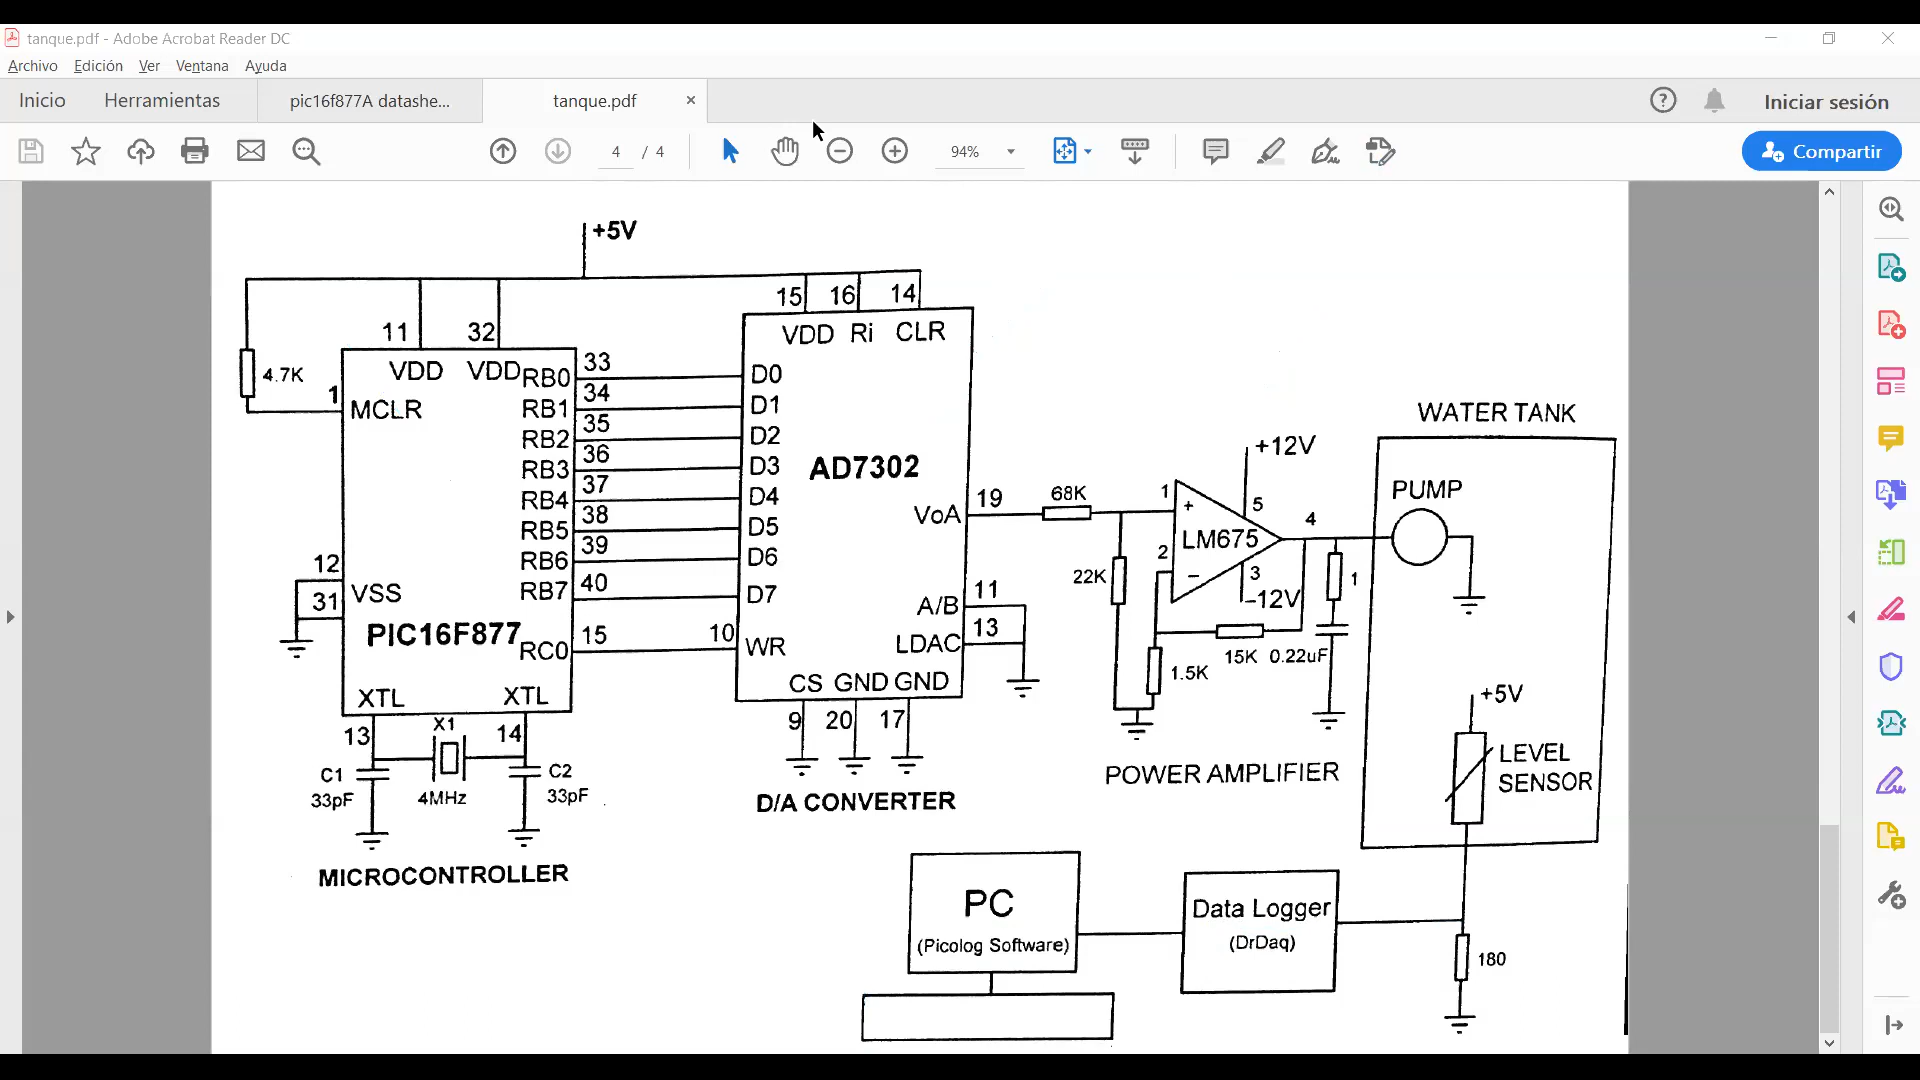 tanque.pdf - Adobe Acrobat Reader DC
Archivo Edición Ver Ventana Ayuda
Inicio Herramientas pic16f877A datashe... tanque.pdf × ? Iniciar sesión
4 / 4 94% Compartir
+5V
15 16 14
11 32
VDD Ri CLR
4.7K
VDD VDD
1
MCLR
RB0 33 D0
RB1 34 D1
RB2 35 D2
RB3 36 D3
RB4 37 D4
RB5 38 D5
RB6 39 D6
RB7 40 D7
RC0 15 10 WR
12
31
VSS
PIC16F877
XTL XTL
13 X1 14
C1
33pF
4MHz
C2
33pF
MICROCONTROLLER
AD7302
VoA 19
A/B 11
LDAC 13
CS GND GND
9 20 17
D/A CONVERTER
68K
22K
+12V
1 + 5
LM675 4
2 − 3
-12V
1
15K 0.22uF
1.5K
POWER AMPLIFIER
WATER TANK
PUMP
+5V
LEVEL
SENSOR
PC
(Picolog Software)
Data Logger
(DrDaq)
180